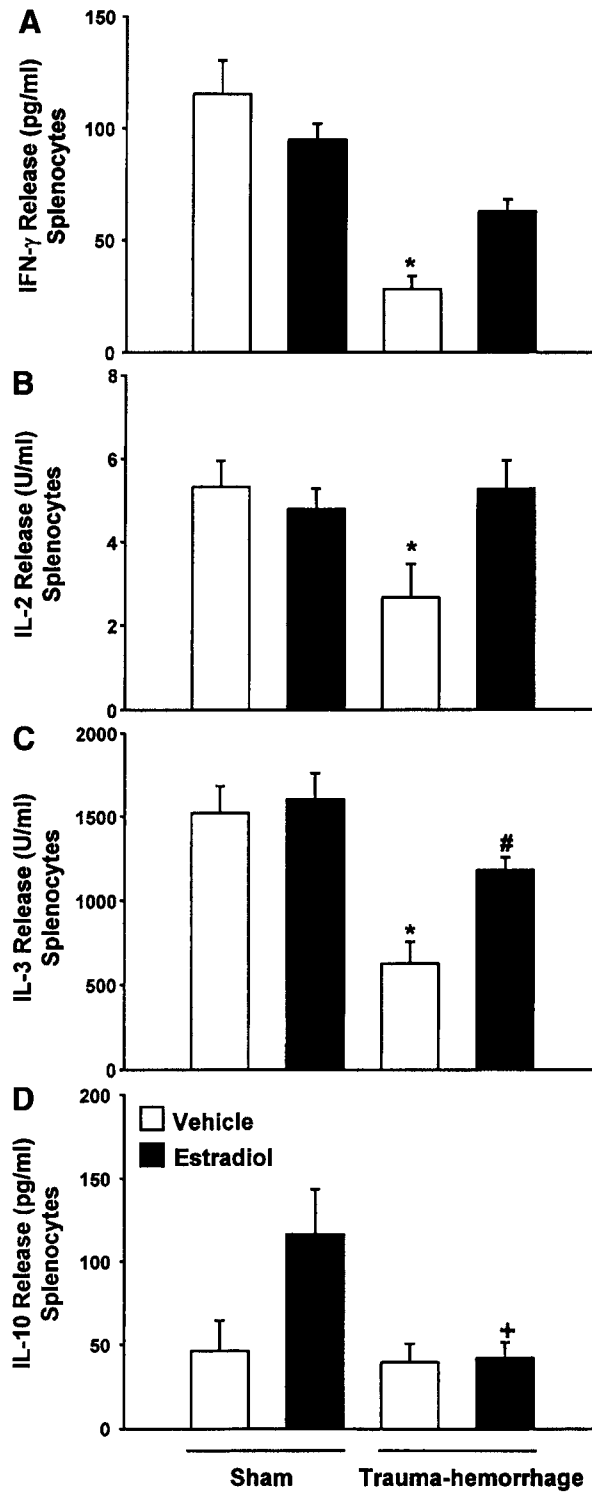 A
IFN-γ Release (pg/ml)
Splenocytes
150
100
50
0
*
B
IL-2 Release (U/ml)
Splenocytes
8
6
4
2
0
*
C
IL-3 Release (U/ml)
Splenocytes
2000
1500
1000
500
0
*
#
D
IL-10 Release (pg/ml)
Splenocytes
200
150
100
50
0
Vehicle
Estradiol
+
Sham
Trauma-hemorrhage